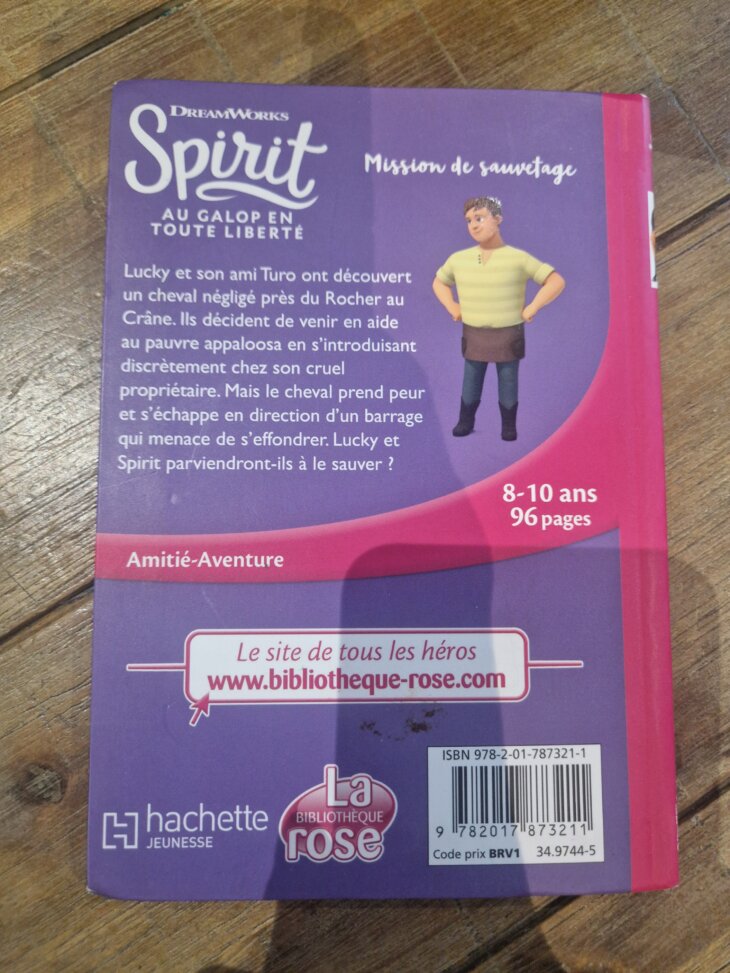 DREAMWORKS
Spirit
AU GALOP EN
TOUTE LIBERTÉ
Mission de sauvetage
Lucky et son ami Turo ont découvert
un cheval négligé près du Rocher au
Crâne. Ils décident de venir en aide
au pauvre appaloosa en s'introduisant
discrètement chez son cruel
propriétaire. Mais le cheval prend peur
et s'échappe en direction d'un barrage
qui menace de s'effondrer. Lucky et
Spirit parviendront-ils à le sauver ?
8-10 ans
96 pages
Amitié-Aventure
Le site de tous les héros
www.bibliotheque-rose.com
hachette
JEUNESSE
La
BIBLIOTHÈQUE
rose
ISBN 978-2-01-787321-1
9 782017 873211
Code prix BRV1 34.9744-5